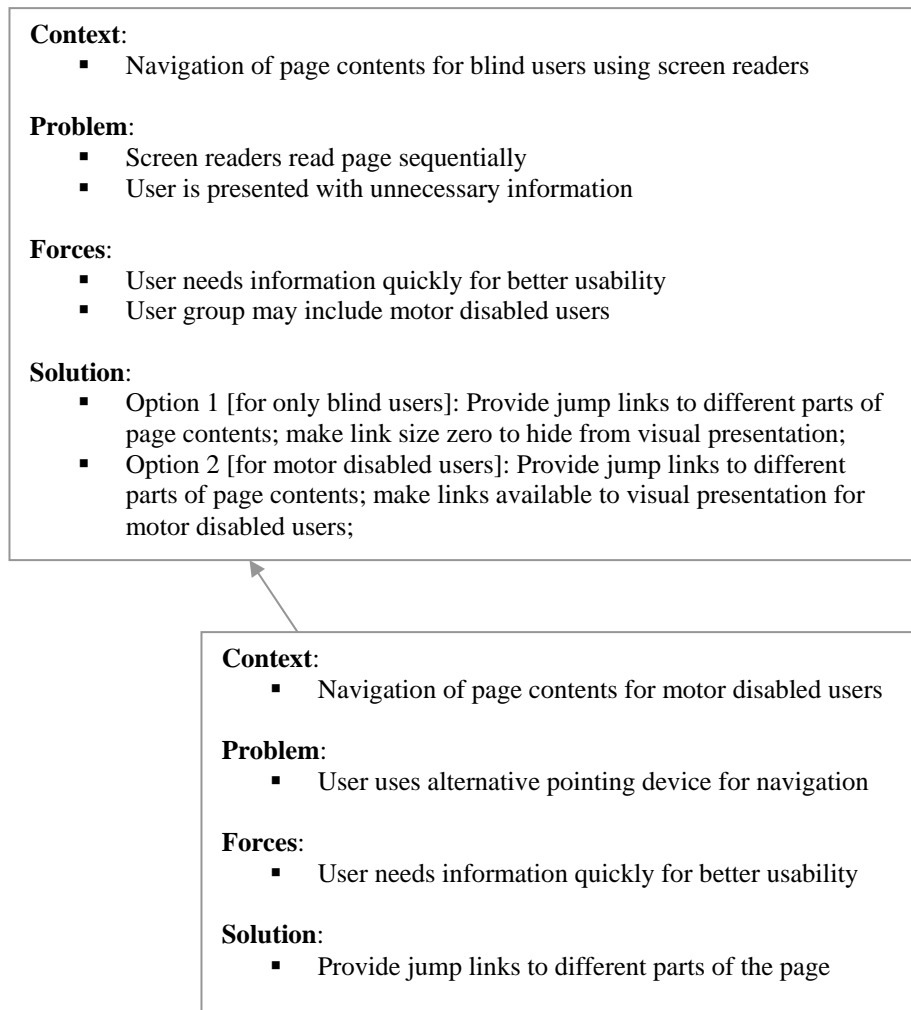 Context:
▪ Navigation of page contents for blind users using screen readers
Problem:
▪ Screen readers read page sequentially
▪ User is presented with unnecessary information
Forces:
▪ User needs information quickly for better usability
▪ User group may include motor disabled users
Solution:
▪ Option 1 [for only blind users]: Provide jump links to different parts of
page contents; make link size zero to hide from visual presentation;
▪ Option 2 [for motor disabled users]: Provide jump links to different
parts of page contents; make links available to visual presentation for
motor disabled users;
Context:
▪ Navigation of page contents for motor disabled users
Problem:
▪ User uses alternative pointing device for navigation
Forces:
▪ User needs information quickly for better usability
Solution:
▪ Provide jump links to different parts of the page